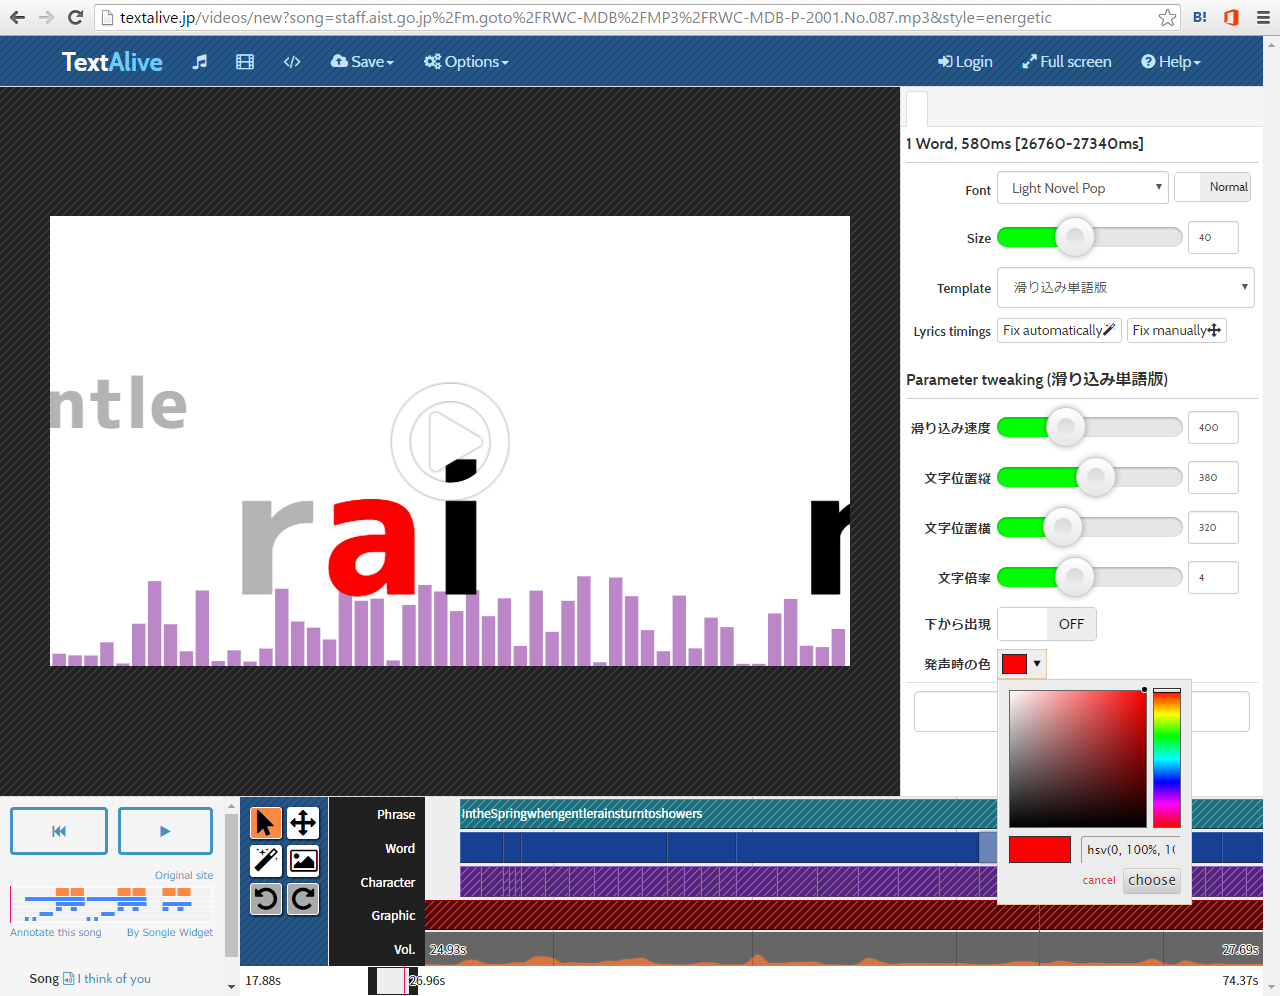 textalive.jp/videos/new?song=staff.aist.go.jp%2Fm.goto%2FRWC-MDB%2FMP3%2FRWC-MDB-P-2001.No.087.mp3&style=energetic
B!
TextAlive
Save
Options
Login
Full screen
Help
1 Word, 580ms [26760-27340ms]
Font
Light Novel Pop
Normal
Size
40
Template
滑り込み単語版
Lyrics timings
Fix automatically
Fix manually
Parameter tweaking (滑り込み単語版)
滑り込み速度
400
文字位置縦
380
文字位置横
320
文字倍率
4
下から出現
OFF
発声時の色
hsv(0, 100%, 10
cancel
choose
ntle
rai
r
Original site
Annotate this song
By Songle Widget
Song
I think of you
Phrase
IntheSpringwhengentlerainsturntoshowers
Word
Character
Graphic
Vol.
24.93s
27.69s
17.88s
26.96s
74.37s